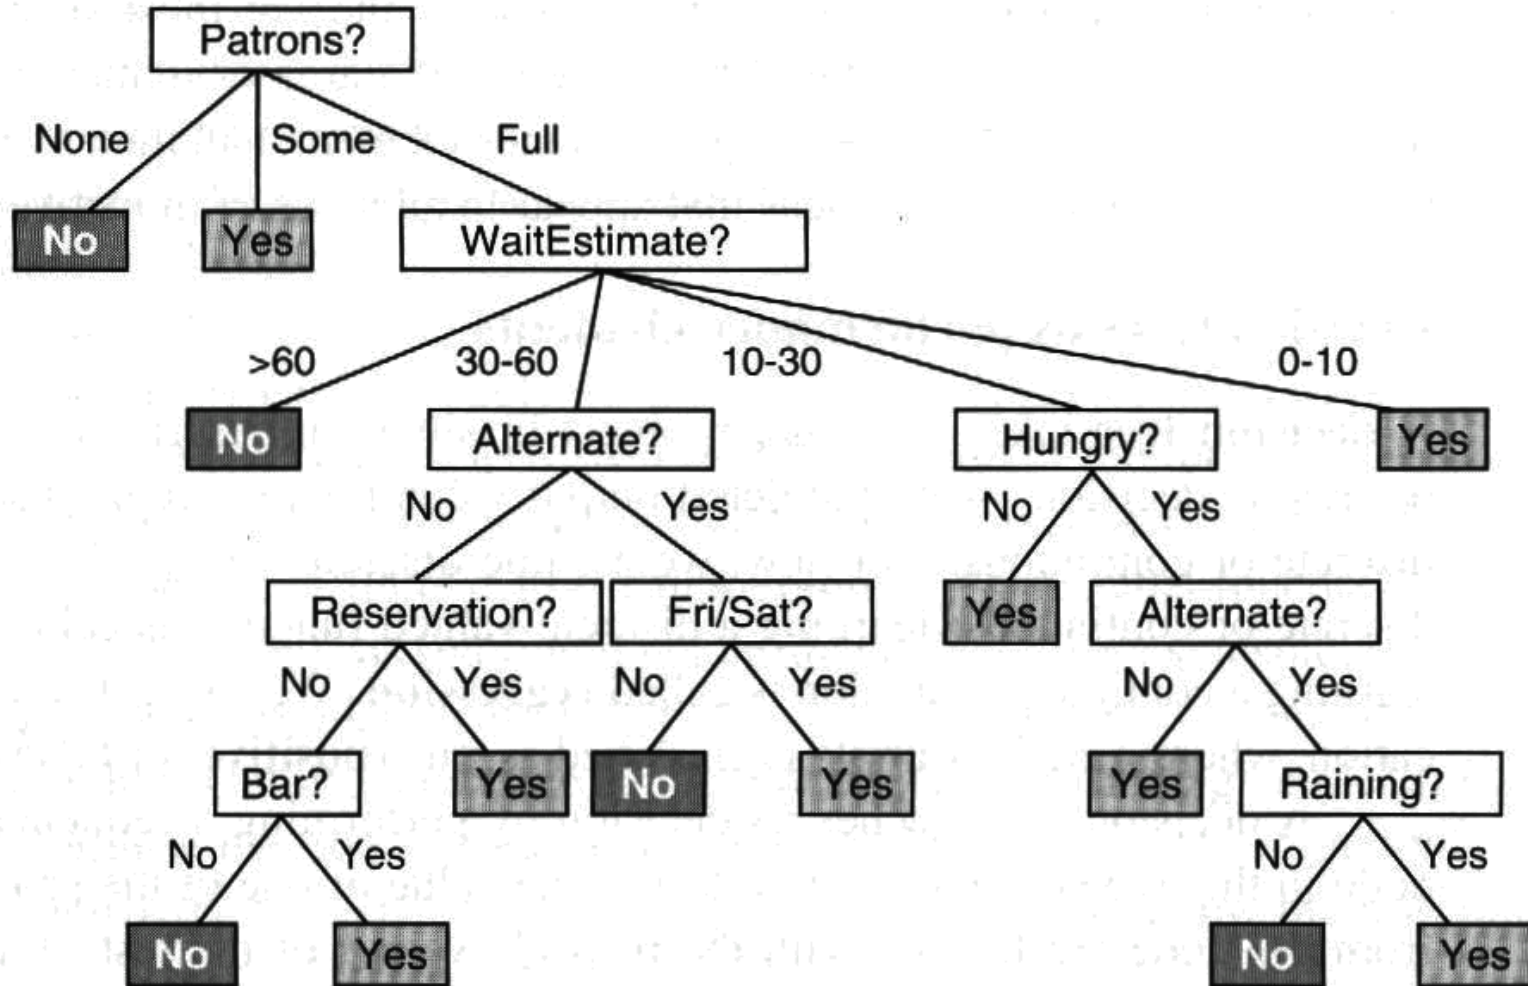 Patrons?
None Some Full
No Yes WaitEstimate?
>60 30-60 10-30 0-10
No Alternate? Hungry? Yes
No Yes No Yes
Reservation? Fri/Sat? Yes Alternate?
No Yes No Yes No Yes
Bar? Yes No Yes Yes Raining?
No Yes No Yes
No Yes No Yes